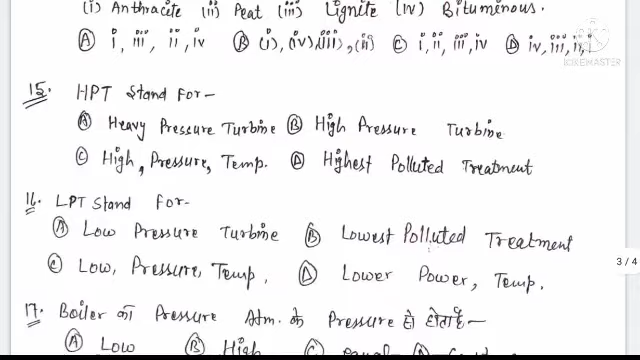 (i) Anthracite (ii) Peat (iii) Lignite (iv) Bituminous.
Ⓐ i, iii, ii, iv Ⓑ (i), (iv), (iii), (ii) Ⓒ i, ii, iii, iv Ⓓ iv, iii, ii,
KINEMASTER
15. HPT Stand For-
Ⓐ Heavy Pressure Turbine Ⓑ High Pressure Turbine
Ⓒ High, Pressure, Temp. Ⓓ Highest Polluted Treatment
16. LPT Stand For-
Ⓐ Low Pressure Turbine Ⓑ Lowest Polluted Treatment
3/4
Ⓒ Low, Pressure, Temp, Ⓓ Lower Power, Temp.
17. Boiler का Pressure Atm. के Pressure हो होता है -
Ⓐ Low Ⓑ High Ⓒ equal Ⓓ